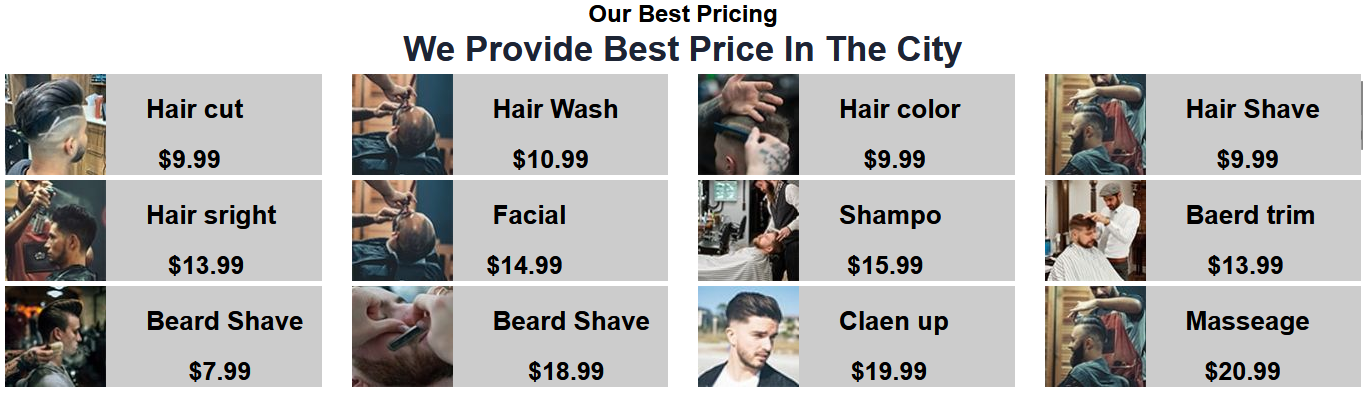 Our Best Pricing
We Provide Best Price In The City
Hair cut
$9.99
Hair Wash
$10.99
Hair color
$9.99
Hair Shave
$9.99
Hair sright
$13.99
Facial
$14.99
Shampo
$15.99
Baerd trim
$13.99
Beard Shave
$7.99
Beard Shave
$18.99
Claen up
$19.99
Masseage
$20.99